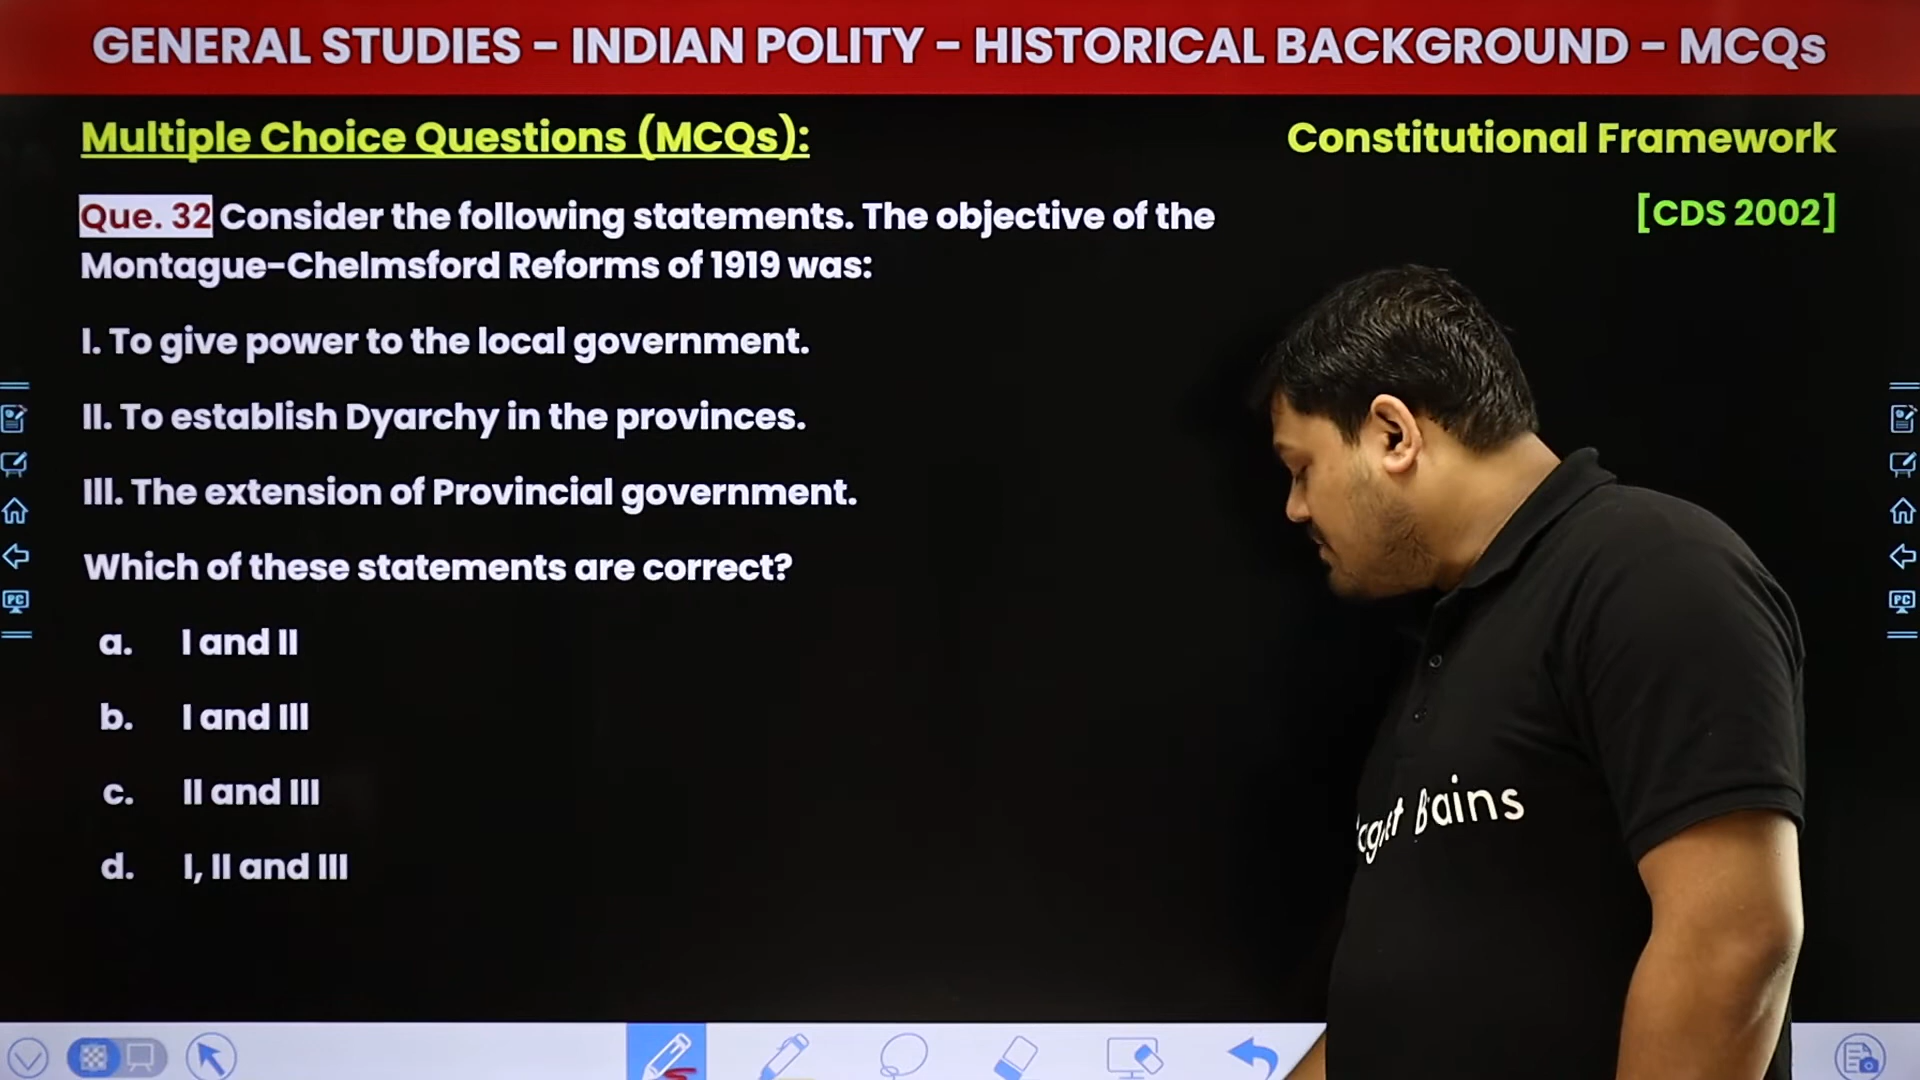 GENERAL STUDIES – INDIAN POLITY – HISTORICAL BACKGROUND – MCQs
Multiple Choice Questions (MCQs):
Constitutional Framework
Que. 32 Consider the following statements. The objective of the
[CDS 2002]
Montague-Chelmsford Reforms of 1919 was:
I. To give power to the local government.
II. To establish Dyarchy in the provinces.
III. The extension of Provincial government.
Which of these statements are correct?
a. I and II
b. I and III
c. II and III
d. I, II and III
PC
PC
Bains